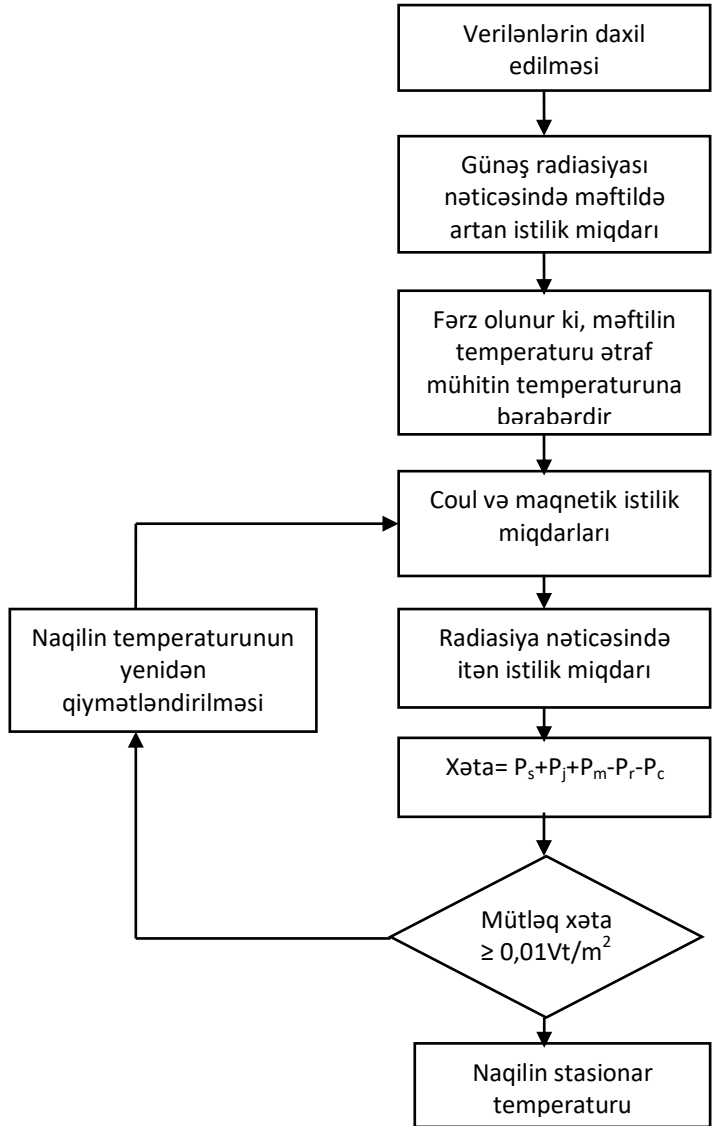 Verilənlərin daxil
edilməsi
Günəş radiasiyası
nəticəsində məftildə
artan istilik miqdarı
Fərz olunur ki, məftilin
temperaturu ətraf
mühitin temperaturuna
bərabərdir
Coul və maqnetik istilik
miqdarları
Naqilin temperaturunun
yenidən
qiymətləndirilməsi
Radiasiya nəticəsində
itən istilik miqdarı
Xəta= Pₛ+Pⱼ+Pₘ-Pᵣ-P_c
Mütləq xəta
≥ 0,01Vt/m²
Naqilin stasionar
temperaturu